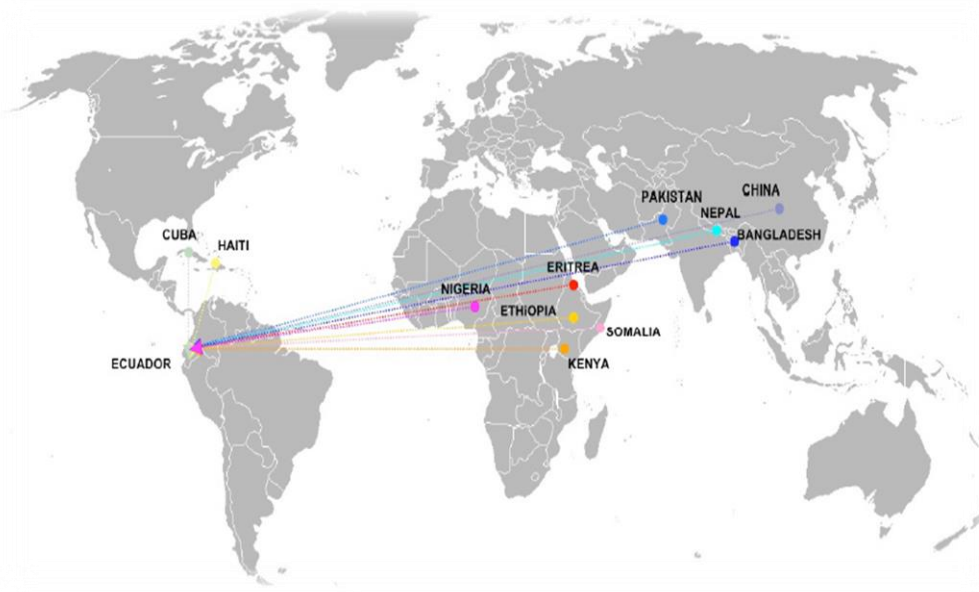 PAKISTAN
CHINA
NEPAL
CUBA
BANGLADESH
HAITI
ERITREA
NIGERIA
ETHIOPIA
SOMALIA
ECUADOR
KENYA